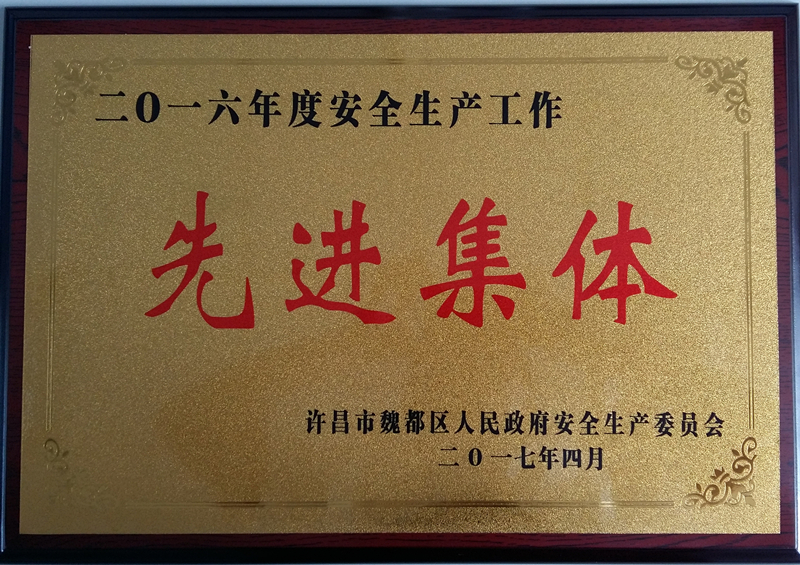 二O一六年度安全生产工作
先进集体
许昌市魏都区人民政府安全生产委员会
二O一七年四月